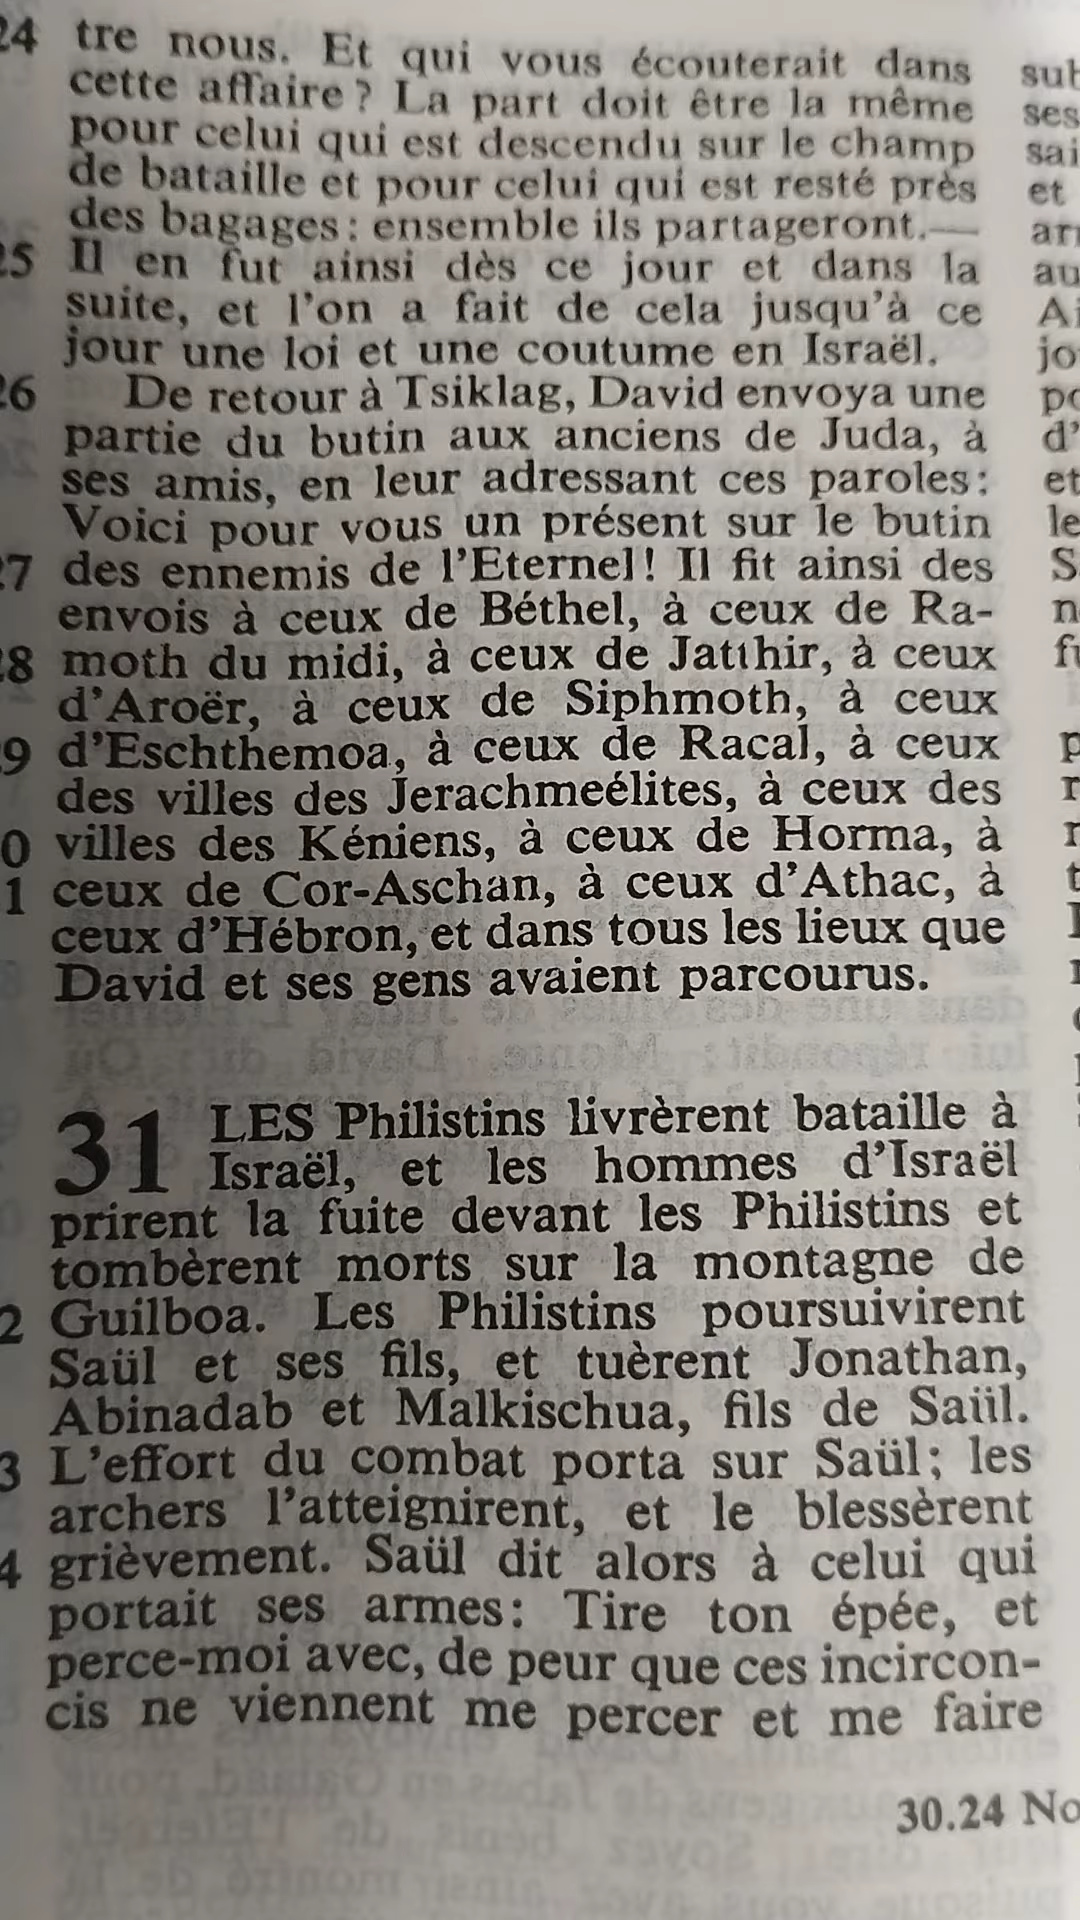 24 tre nous. Et qui vous écouterait dans
cette affaire ? La part doit être la même
pour celui qui est descendu sur le champ
de bataille et pour celui qui est resté près
des bagages : ensemble ils partageront.—
25 Il en fut ainsi dès ce jour et dans la
suite, et l'on a fait de cela jusqu'à ce
jour une loi et une coutume en Israël.
26 De retour à Tsiklag, David envoya une
partie du butin aux anciens de Juda, à
ses amis, en leur adressant ces paroles :
Voici pour vous un présent sur le butin
27 des ennemis de l'Eternel! Il fit ainsi des
envois à ceux de Béthel, à ceux de Ra-
28 moth du midi, à ceux de Jatthir, à ceux
d'Aroër, à ceux de Siphmoth, à ceux
29 d'Eschthemoa, à ceux de Racal, à ceux
des villes des Jerachmeélites, à ceux des
0 villes des Kéniens, à ceux de Horma, à
1 ceux de Cor-Aschan, à ceux d'Athac, à
ceux d'Hébron, et dans tous les lieux que
David et ses gens avaient parcourus.
31 LES Philistins livrèrent bataille à
Israël, et les hommes d'Israël
prirent la fuite devant les Philistins et
tombèrent morts sur la montagne de
2 Guilboa. Les Philistins poursuivirent
Saül et ses fils, et tuèrent Jonathan,
Abinadab et Malkischua, fils de Saül.
3 L'effort du combat porta sur Saül ; les
archers l'atteignirent, et le blessèrent
4 grièvement. Saül dit alors à celui qui
portait ses armes : Tire ton épée, et
perce-moi avec, de peur que ces incircon-
cis ne viennent me percer et me faire
ses
et
au
et
le
30.24 No